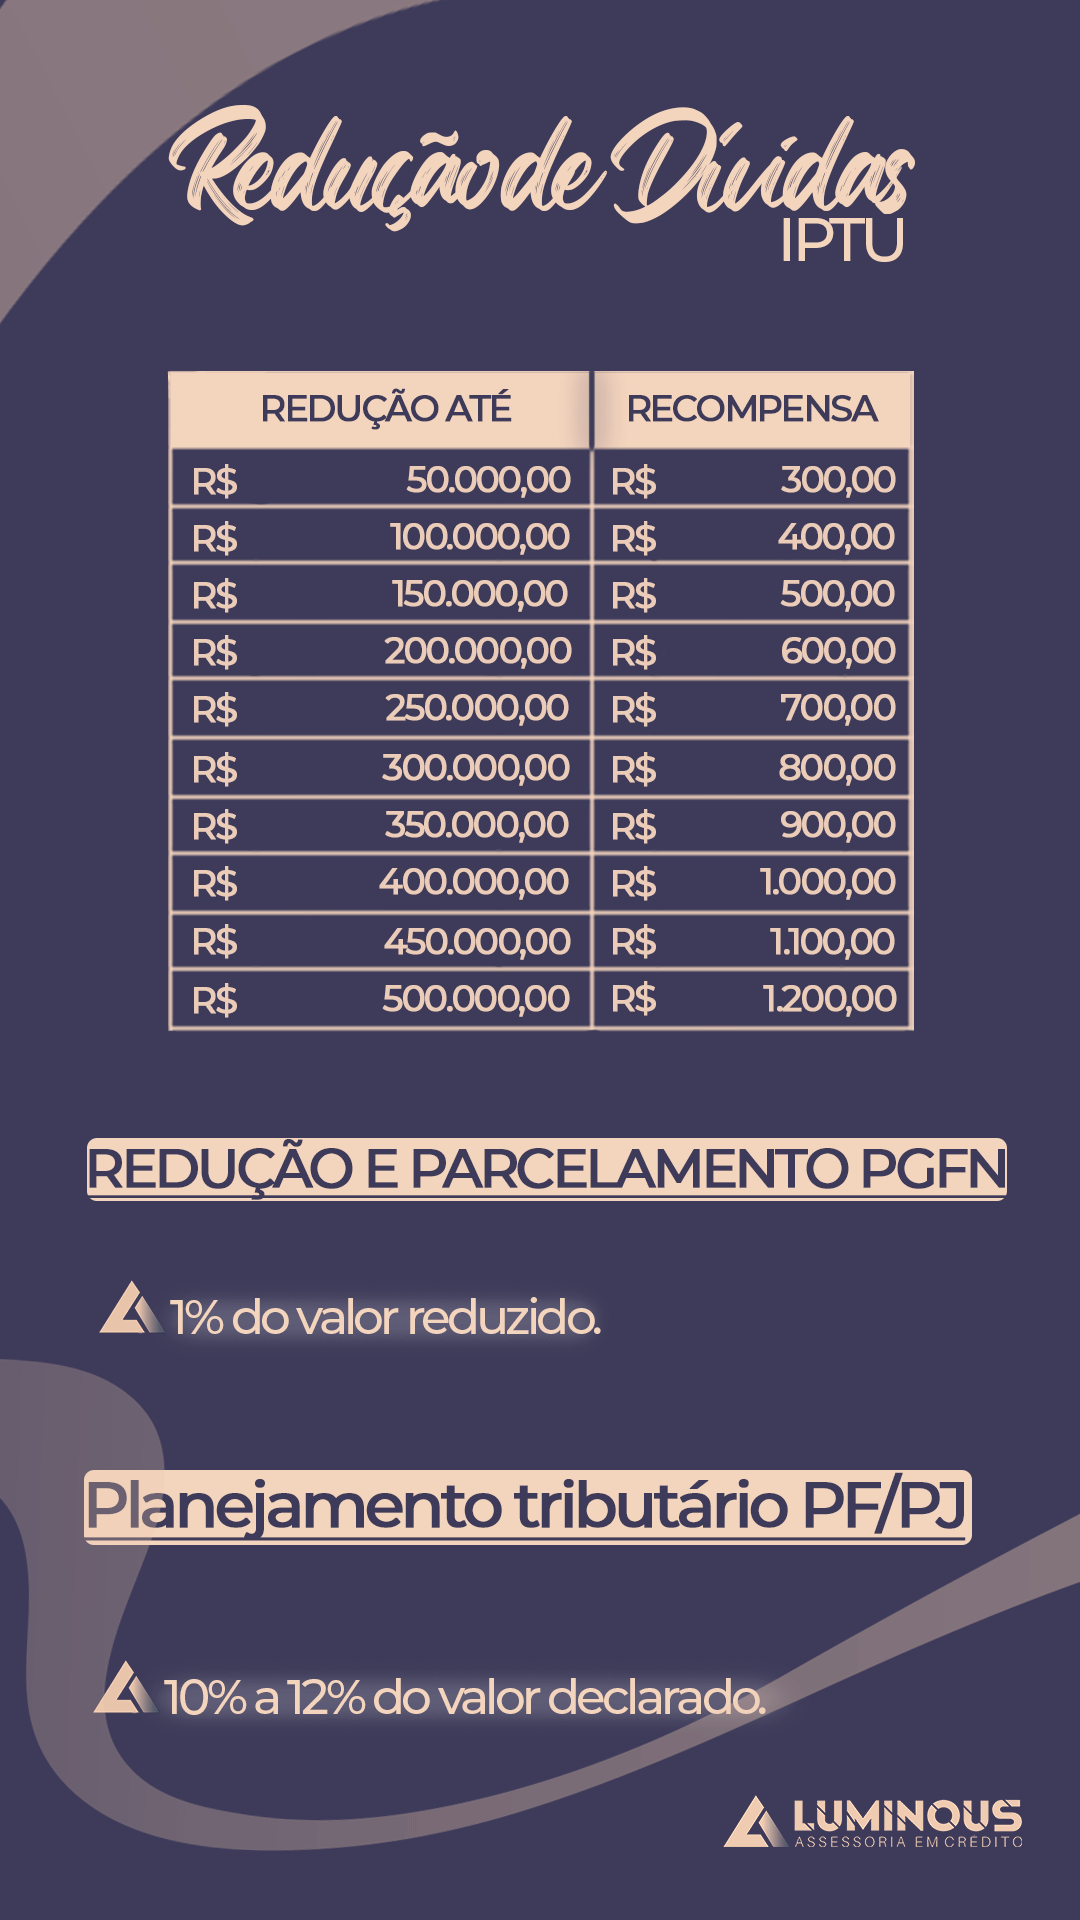 Redução de Dívidas
IPTU
REDUÇÃO ATÉ RECOMPENSA
R$ 50.000,00 R$ 300,00
R$ 100.000,00 R$ 400,00
R$ 150.000,00 R$ 500,00
R$ 200.000,00 R$ 600,00
R$ 250.000,00 R$ 700,00
R$ 300.000,00 R$ 800,00
R$ 350.000,00 R$ 900,00
R$ 400.000,00 R$ 1.000,00
R$ 450.000,00 R$ 1.100,00
R$ 500.000,00 R$ 1.200,00
REDUÇÃO E PARCELAMENTO PGFN
1% do valor reduzido.
Planejamento tributário PF/PJ
10% a 12% do valor declarado.
LUMINOUS
ASSESSORIA EM CRÉDITO